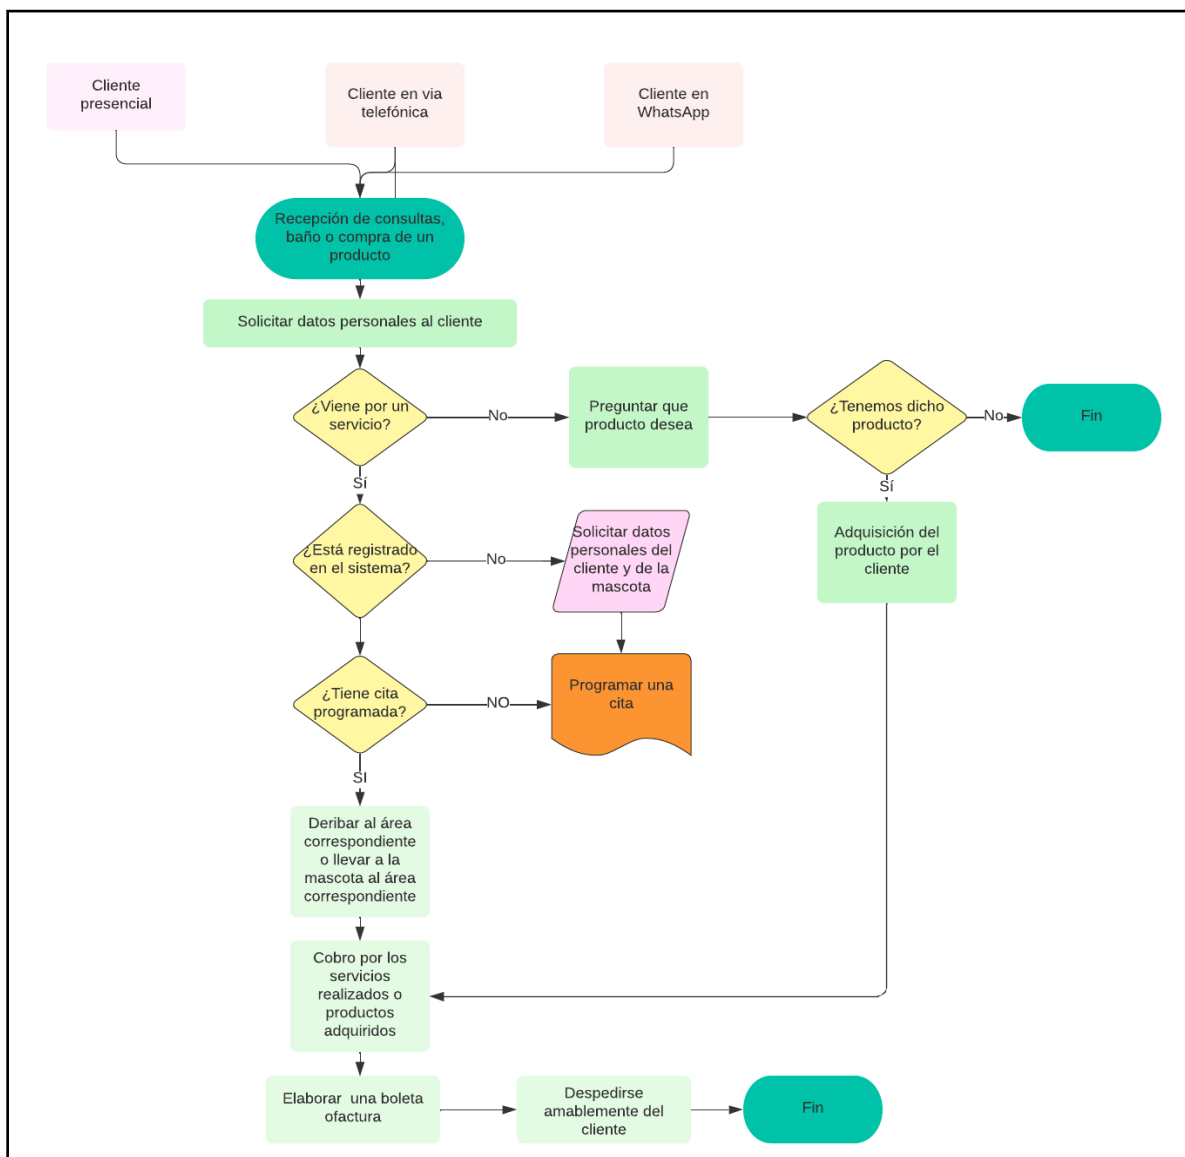 Cliente
presencial
Cliente en via
telefónica
Cliente en
WhatsApp
Recepción de consultas,
baño o compra de un
producto
Solicitar datos personales al cliente
¿Viene por un
servicio?
No
Preguntar que
producto desea
¿Tenemos dicho
producto?
No
Fin
Sí
Sí
¿Está registrado
en el sistema?
No
Solicitar datos
personales del
cliente y de la
mascota
Adquisición del
producto por el
cliente
¿Tiene cita
programada?
NO
Programar una
cita
SI
Deribar al área
correspondiente
o llevar a la
mascota al área
correspondiente
Cobro por los
servicios
realizados o
productos
adquiridos
Elaborar una boleta
ofactura
Despedirse
amablemente del
cliente
Fin